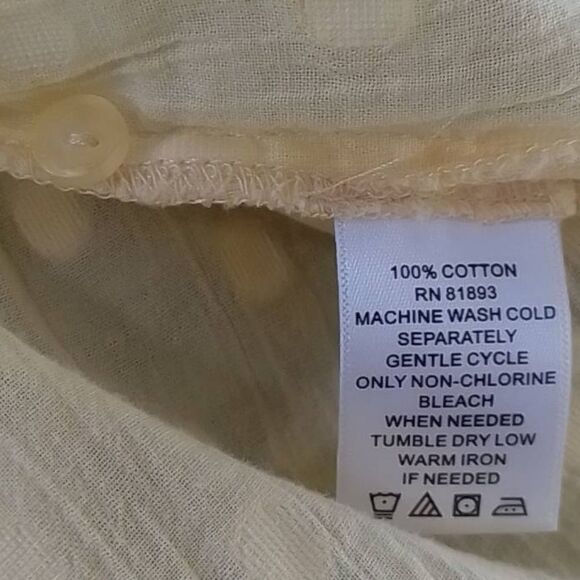 100% COTTON
RN 81893
MACHINE WASH COLD
SEPARATELY
GENTLE CYCLE
ONLY NON-CHLORINE
BLEACH
WHEN NEEDED
TUMBLE DRY LOW
WARM IRON
IF NEEDED